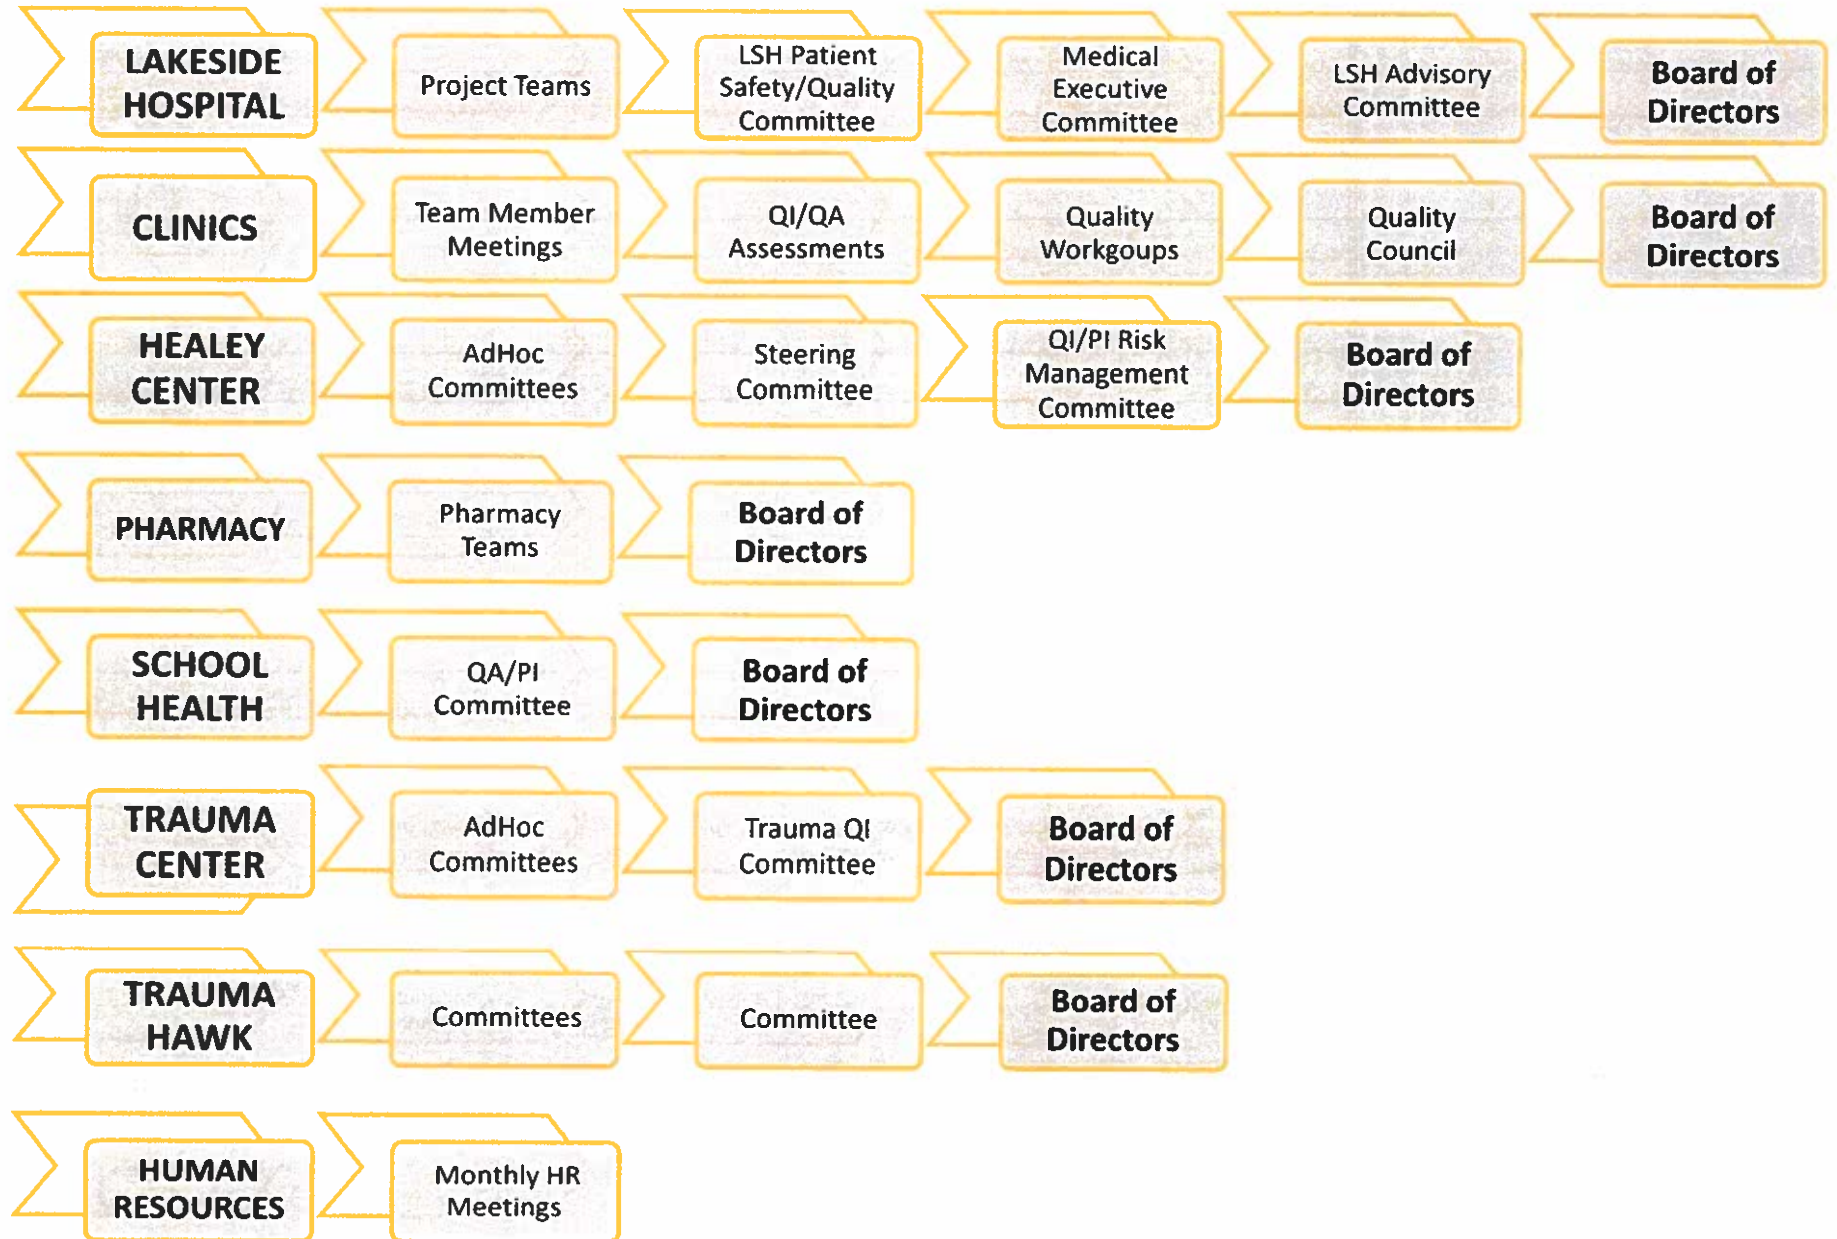 LAKESIDE
HOSPITAL
Project Teams
LSH Patient
Safety/Quality
Committee
Medical
Executive
Committee
LSH Advisory
Committee
Board of
Directors
CLINICS
Team Member
Meetings
QI/QA
Assessments
Quality
Workgoups
Quality
Council
Board of
Directors
HEALEY
CENTER
AdHoc
Committees
Steering
Committee
QI/PI Risk
Management
Committee
Board of
Directors
PHARMACY
Pharmacy
Teams
Board of
Directors
SCHOOL
HEALTH
QA/PI
Committee
Board of
Directors
TRAUMA
CENTER
AdHoc
Committees
Trauma QI
Committee
Board of
Directors
TRAUMA
HAWK
Committees
Committee
Board of
Directors
HUMAN
RESOURCES
Monthly HR
Meetings